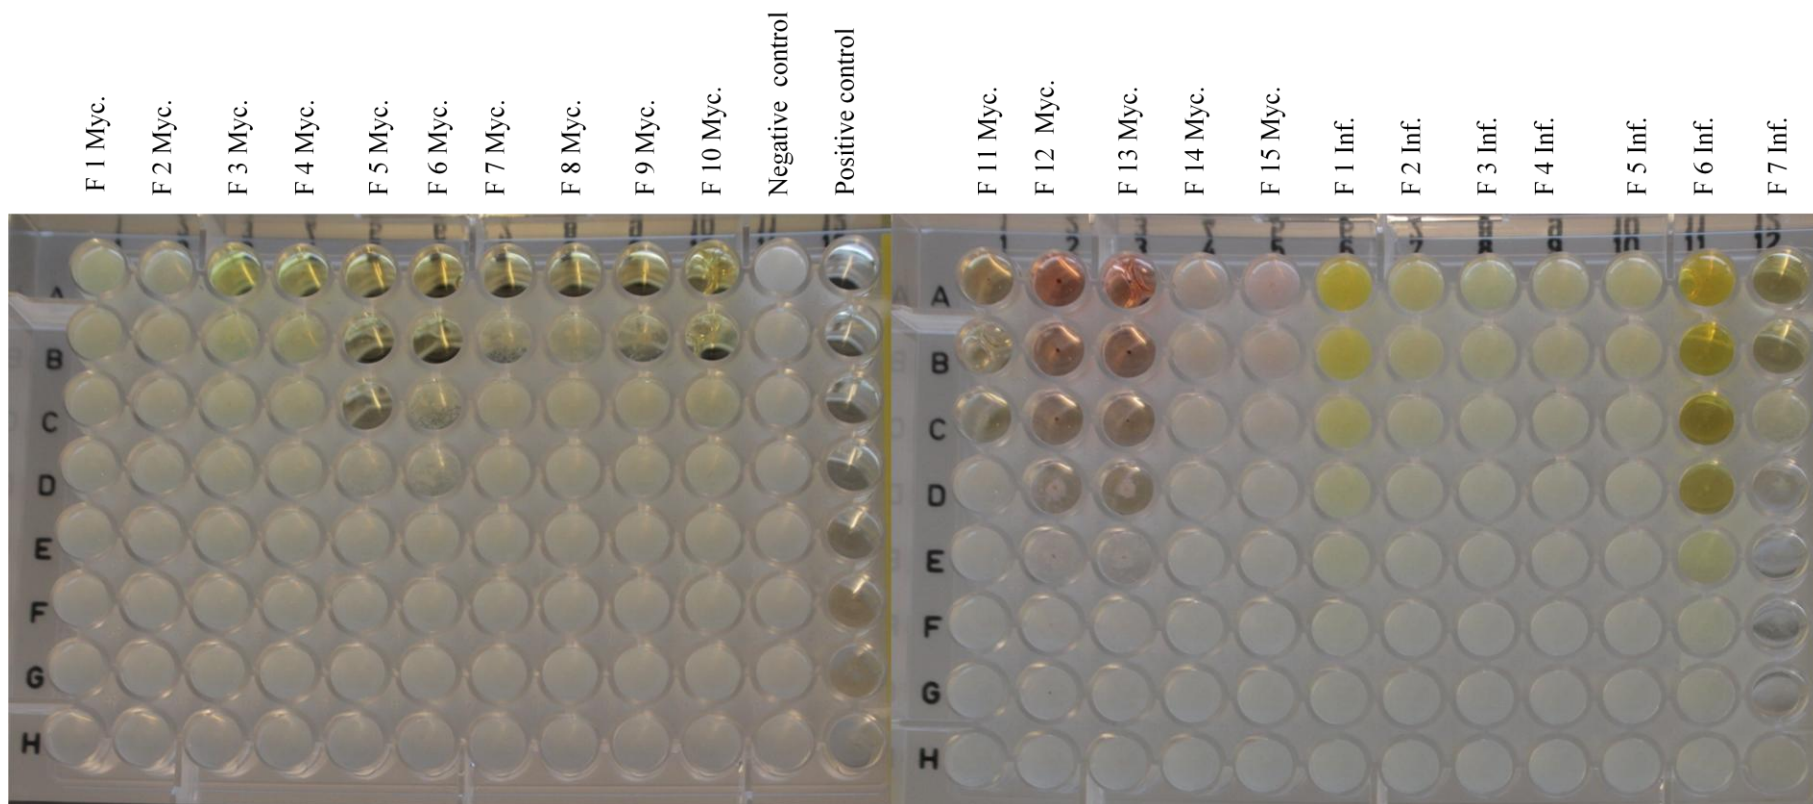 F 1 Myc.
F 2 Myc.
F 3 Myc.
F 4 Myc.
F 5 Myc.
F 6 Myc.
F 7 Myc.
F 8 Myc.
F 9 Myc.
F 10 Myc.
Negative control
Positive control
F 11 Myc.
F 12 Myc.
F 13 Myc.
F 14 Myc.
F 15 Myc.
F 1 Inf.
F 2 Inf.
F 3 Inf.
F 4 Inf.
F 5 Inf.
F 6 Inf.
F 7 Inf.
1 2 3 4 5 6 7 8 9 10 11 12
A A
B B
C C
D D
E E
F F
G G
H H